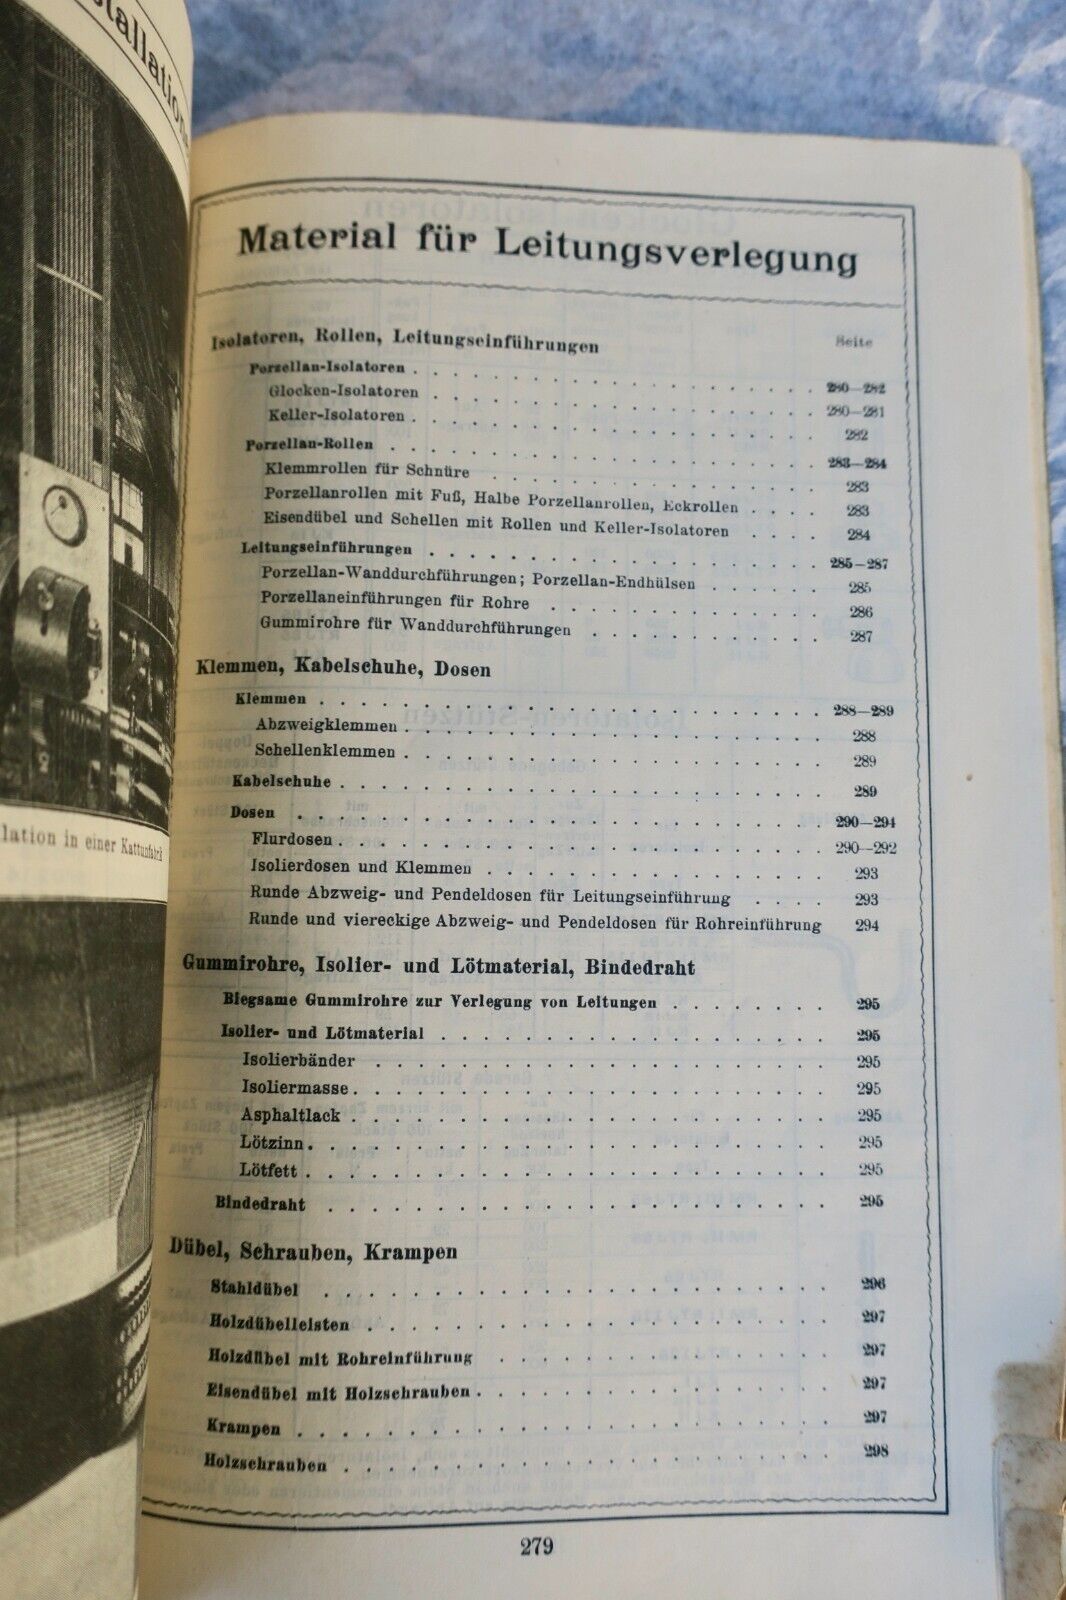 lation in einer Kattunfabrik
Material für Leitungsverlegung
Isolatoren, Rollen, Leitungseinführungen Seite
Porzellan-Isolatoren . . . . . . . . . . 280—282
Glocken-Isolatoren . . . . . . . . . . 280—281
Keller-Isolatoren . . . . . . . . . . 282
Porzellan-Rollen . . . . . . . . . . 283—284
Klemmrollen für Schnüre . . . . . . . . . . 283
Porzellanrollen mit Fuß, Halbe Porzellanrollen, Eckrollen . . . . 283
Eisendübel und Schellen mit Rollen und Keller-Isolatoren . . . . 284
Leitungseinführungen . . . . . . . . . . 285—287
Porzellan-Wanddurchführungen; Porzellan-Endhülsen . . . . . 285
Porzellaneinführungen für Rohre . . . . . . . . . . 286
Gummirohre für Wanddurchführungen . . . . . . . . . 287
Klemmen, Kabelschuhe, Dosen
Klemmen . . . . . . . . . . 288—289
Abzweigklemmen . . . . . . . . . . 288
Schellenklemmen . . . . . . . . . . 289
Kabelschuhe . . . . . . . . . . 289
Dosen . . . . . . . . . . 290—294
Flurdosen . . . . . . . . . . 290—292
Isolierdosen und Klemmen . . . . . . . . . . 293
Runde Abzweig- und Pendeldosen für Leitungseinführung . . . . 293
Runde und viereckige Abzweig- und Pendeldosen für Rohreinführung 294
Gummirohre, Isolier- und Lötmaterial, Bindedraht
Biegsame Gummirohre zur Verlegung von Leitungen . . . . . . . 295
Isolier- und Lötmaterial . . . . . . . . . . 295
Isolierbänder . . . . . . . . . . 295
Isoliermasse . . . . . . . . . . 295
Asphaltlack . . . . . . . . . . 295
Lötzinn . . . . . . . . . . 295
Lötfett . . . . . . . . . . 295
Bindedraht . . . . . . . . . . 295
Dübel, Schrauben, Krampen
Stahldübel . . . . . . . . . . 296
Holzdübelleisten . . . . . . . . . . 297
Holzdübel mit Rohreinführung . . . . . . . . . . 297
Eisendübel mit Holzschrauben . . . . . . . . . . 297
Krampen . . . . . . . . . . 297
Holzschrauben . . . . . . . . . . 298
279